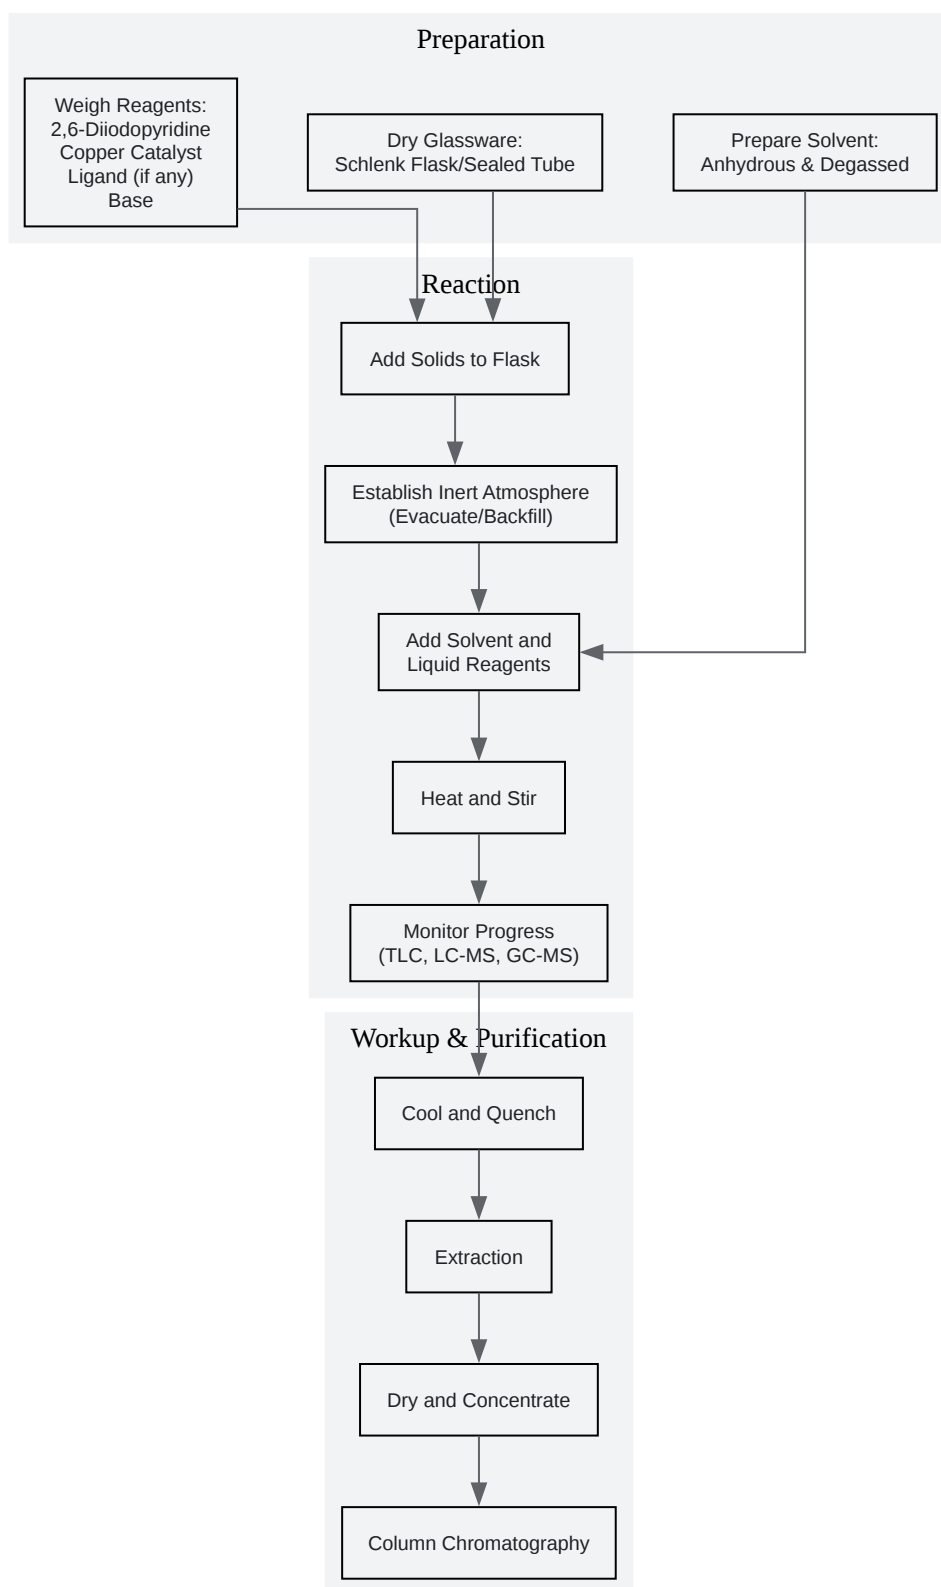 Preparation
Weigh Reagents:
2,6-Diiodopyridine
Copper Catalyst
Ligand (if any)
Base
Dry Glassware:
Schlenk Flask/Sealed Tube
Prepare Solvent:
Anhydrous & Degassed
Reaction
Add Solids to Flask
Establish Inert Atmosphere
(Evacuate/Backfill)
Add Solvent and
Liquid Reagents
Heat and Stir
Monitor Progress
(TLC, LC-MS, GC-MS)
Workup & Purification
Cool and Quench
Extraction
Dry and Concentrate
Column Chromatography